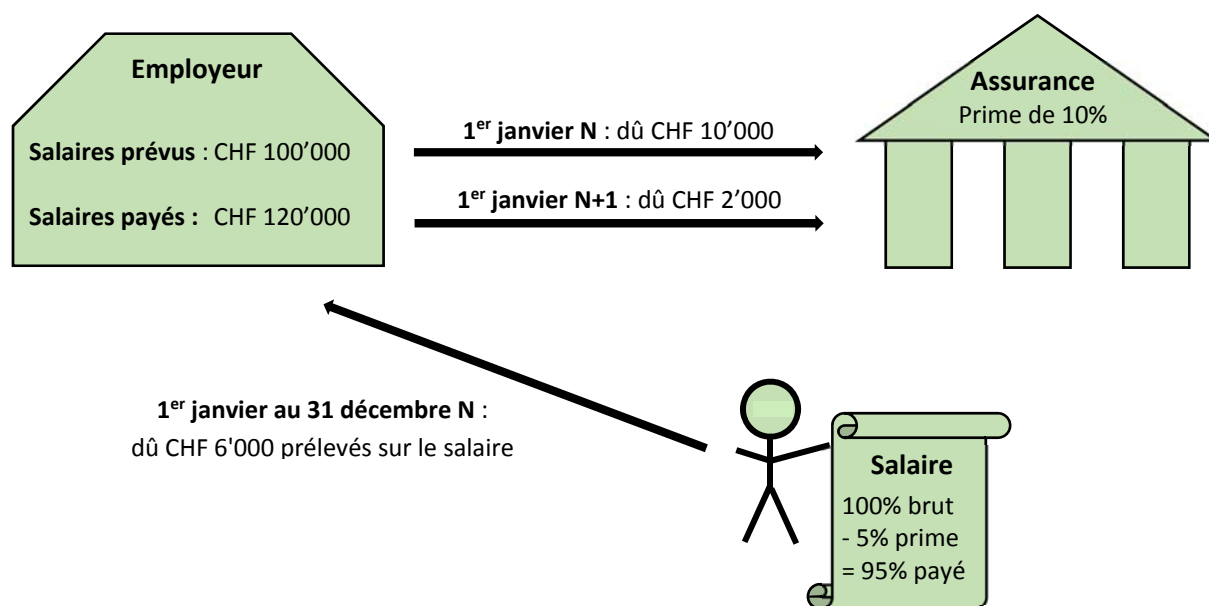 Employeur
Salaires prévus : CHF 100’000
Salaires payés : CHF 120’000
1er janvier N : dû CHF 10’000
1er janvier N+1 : dû CHF 2’000
Assurance
Prime de 10%
1er janvier au 31 décembre N :
dû CHF 6'000 prélevés sur le salaire
Salaire
100% brut
- 5% prime
= 95% payé